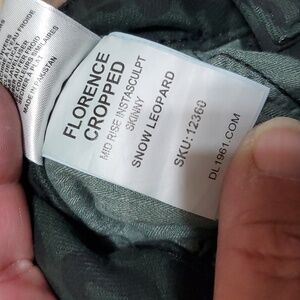 FLORENCE
CROPPED
MID RISE INSTASCULPT
SKINNY
SNOW LEOPARD
SKU: 12360
DL1961.COM
MADE IN PAKISTAN